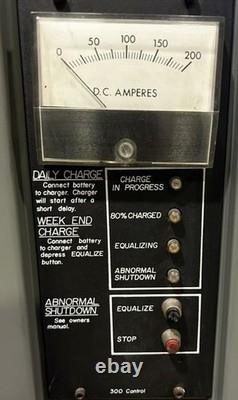 0 50 100 150 200
D.C. AMPERES
DAILY CHARGE
Connect battery
to charger. Charger
will start after a
short delay.
WEEK END
CHARGE
Connect battery
to charger and
depress EQUALIZE
button.
ABNORMAL
SHUTDOWN
See owners
manual.
CHARGE
IN PROGRESS
80% CHARGED
EQUALIZING
ABNORMAL
SHUTDOWN
EQUALIZE
STOP
300 Control